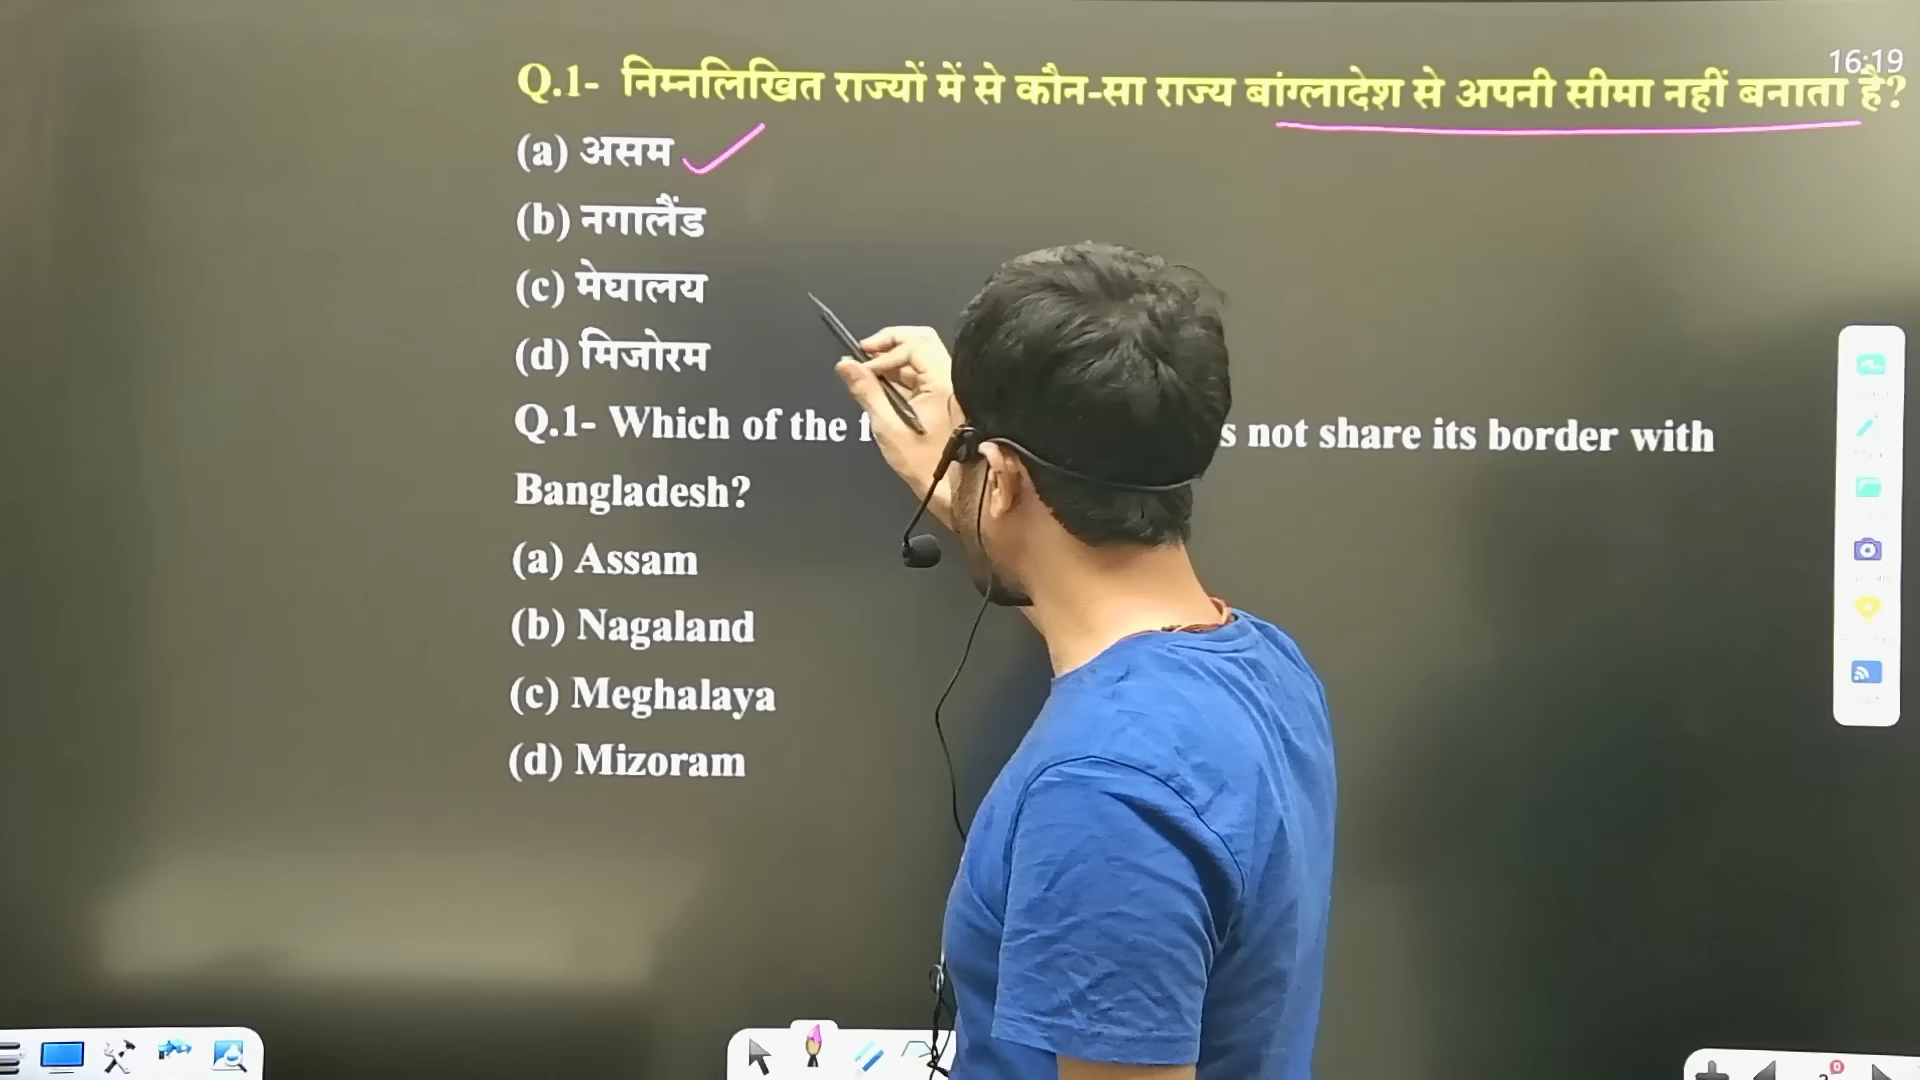 16:19
Q.1- निम्नलिखित राज्यों में से कौन-सा राज्य बांग्लादेश से अपनी सीमा नहीं बनाता है?
(a) असम
(b) नगालैंड
(c) मेघालय
(d) मिजोरम
Q.1- Which of the not share its border with
Bangladesh?
(a) Assam
(b) Nagaland
(c) Meghalaya
(d) Mizoram